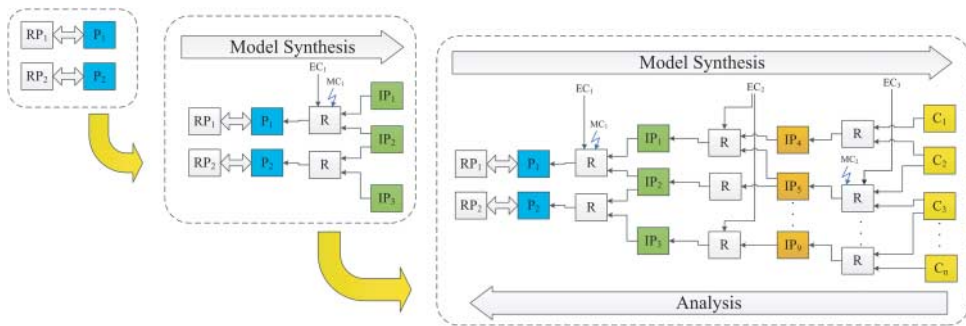 RP₁ P₁
RP₂ P₂
Model Synthesis
EC₁
MC₁
IP₁
RP₁ P₁ R
IP₂
RP₂ P₂ R
IP₃
Model Synthesis
EC₁ EC₂ EC₃
MC₁
C₁
IP₁ R IP₄ R
RP₁ P₁ R
C₂
MC₂
IP₂ R IP₅ R
RP₂ P₂ R
C₃
IP₃ R IP₉ R
Cₙ
Analysis